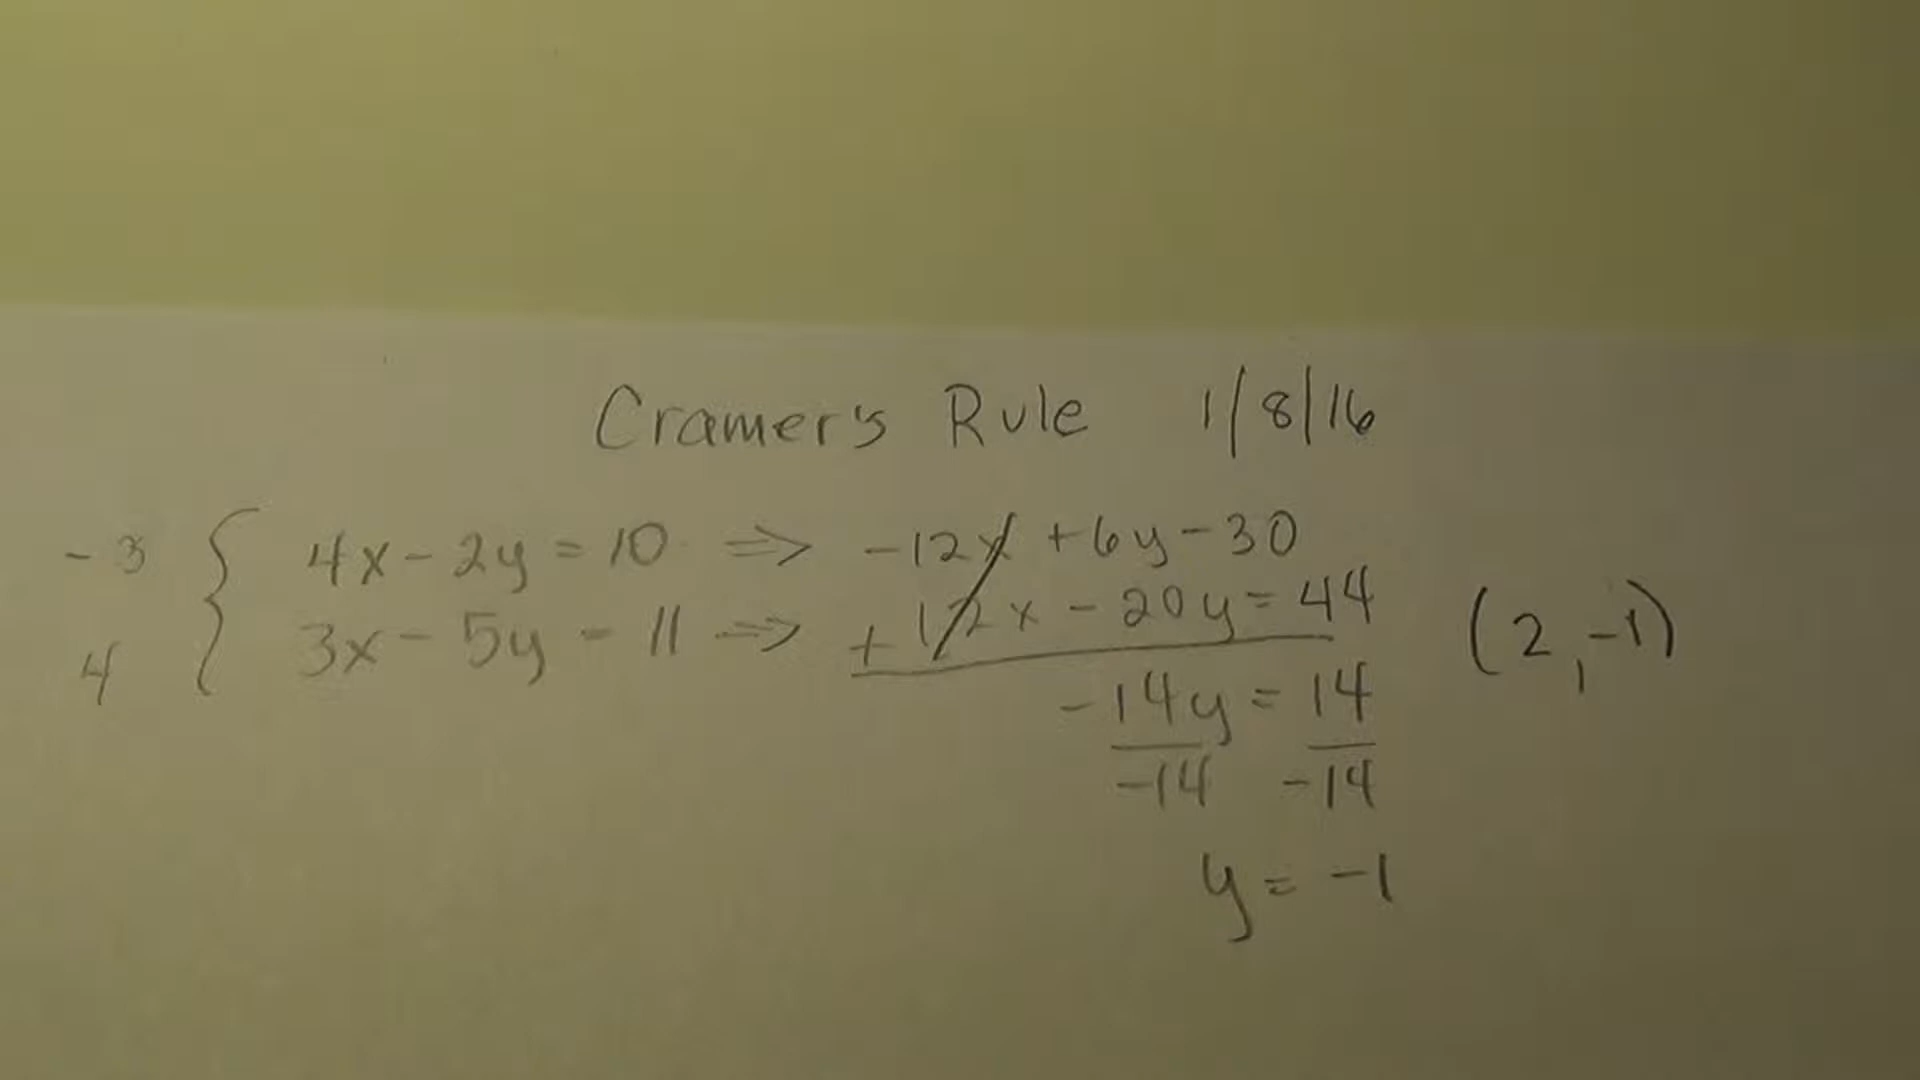 Cramer's Rule 1/8/16
-3 { 4x - 2y = 10 => -12x + 6y - 30
4 3x - 5y - 11 => + 12x - 20y = 44 (2, -1)
-14y = 14
-14 -14
y = -1